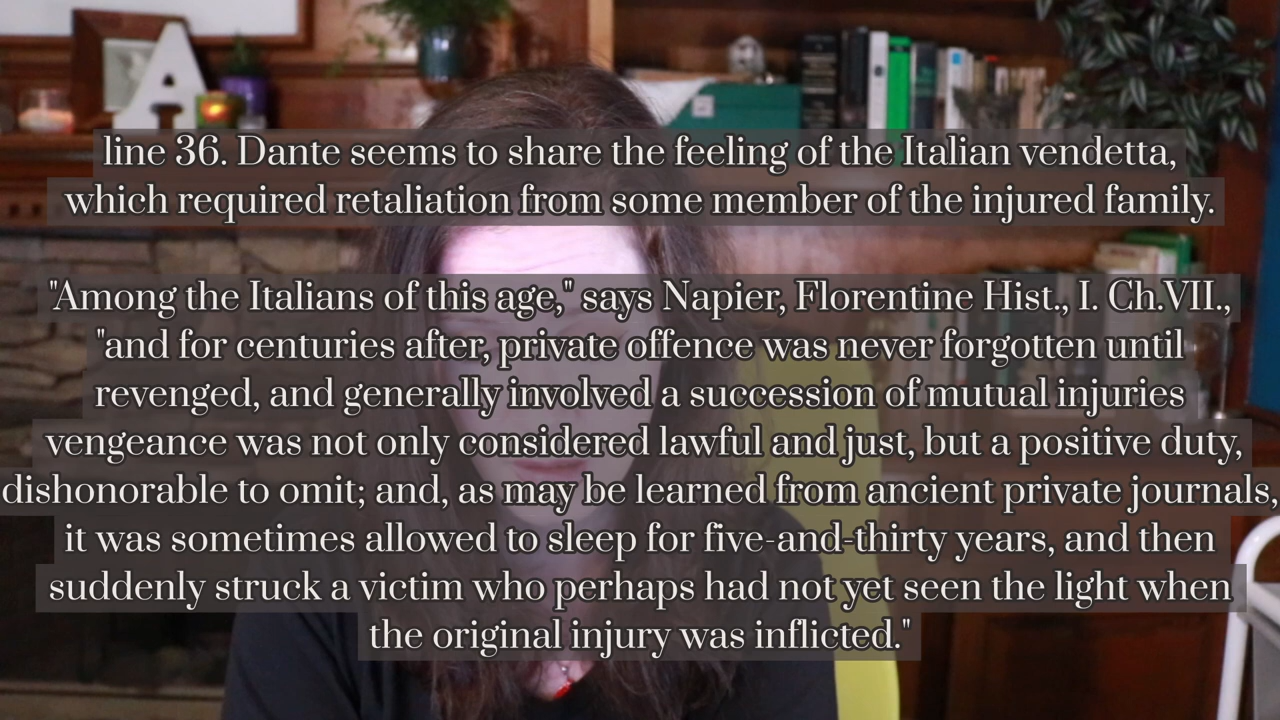 A
line 36. Dante seems to share the feeling of the Italian vendetta,
which required retaliation from some member of the injured family.
"Among the Italians of this age," says Napier, Florentine Hist., I. Ch.VII.,
"and for centuries after, private offence was never forgotten until
revenged, and generally involved a succession of mutual injuries
vengeance was not only considered lawful and just, but a positive duty,
dishonorable to omit; and, as may be learned from ancient private journals,
it was sometimes allowed to sleep for five-and-thirty years, and then
suddenly struck a victim who perhaps had not yet seen the light when
the original injury was inflicted."